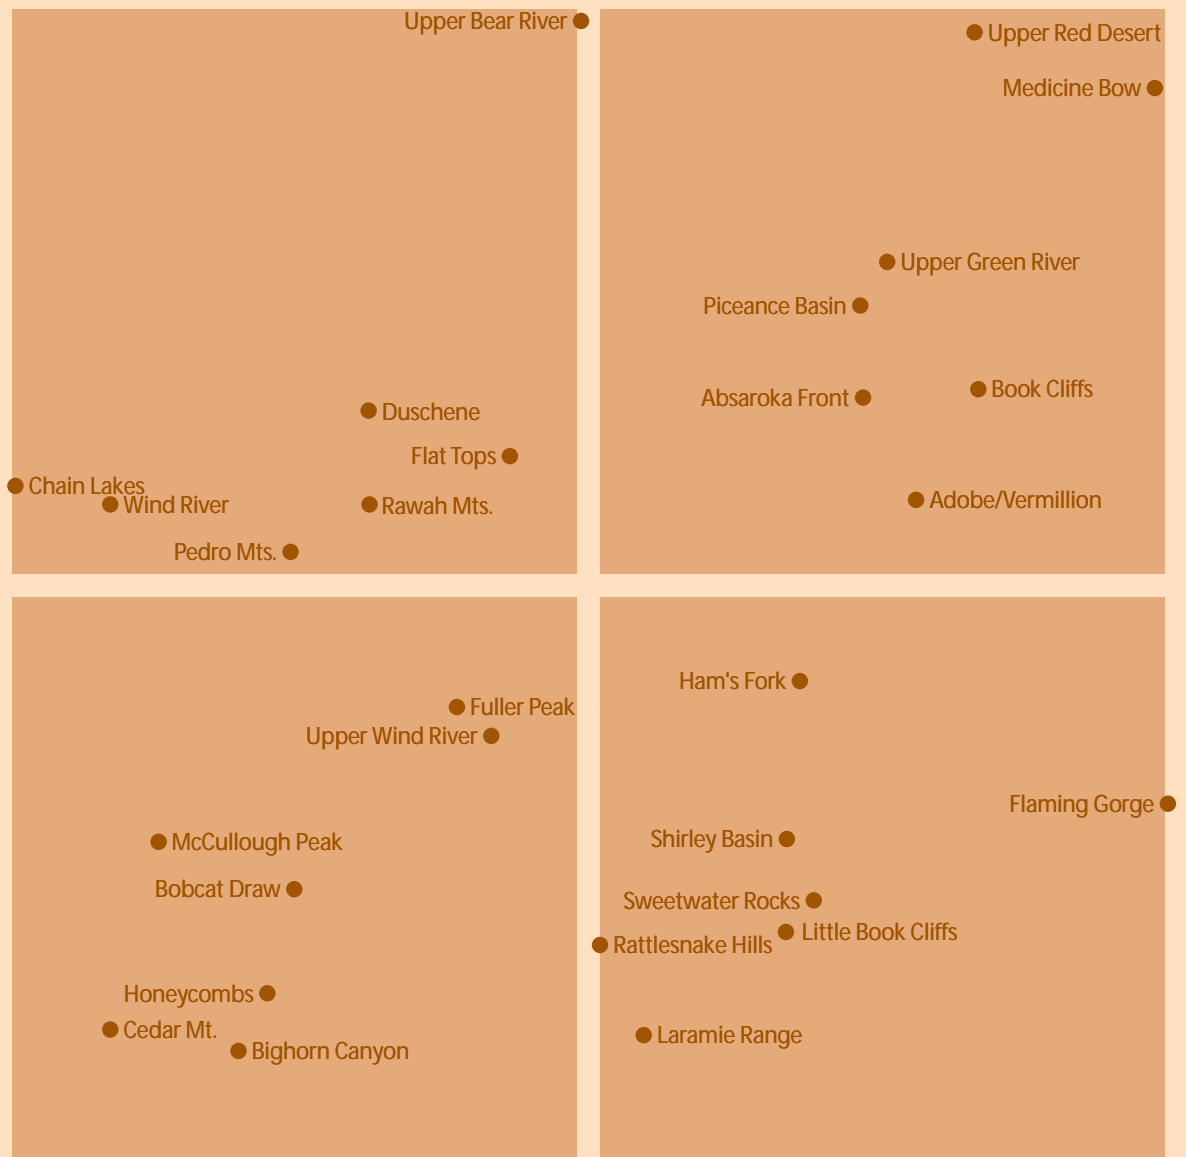 Upper Bear River
Upper Red Desert
Medicine Bow
Upper Green River
Piceance Basin
Book Cliffs
Absaroka Front
Duschene
Flat Tops
Chain Lakes
Wind River
Rawah Mts.
Adobe/Vermillion
Pedro Mts.
Ham's Fork
Fuller Peak
Upper Wind River
Flaming Gorge
Shirley Basin
McCullough Peak
Bobcat Draw
Sweetwater Rocks
Little Book Cliffs
Rattlesnake Hills
Honeycombs
Cedar Mt.
Laramie Range
Bighorn Canyon